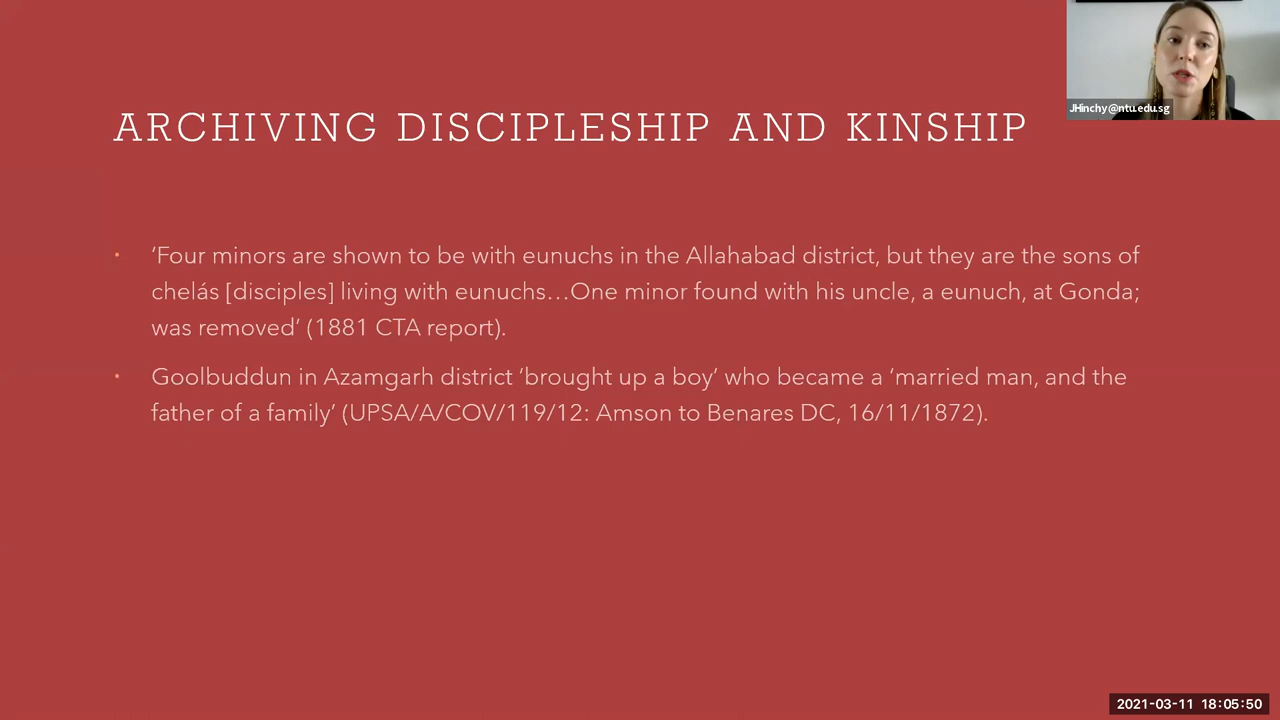 JHinchy@ntu.edu.sg
ARCHIVING DISCIPLESHIP AND KINSHIP
• ‘Four minors are shown to be with eunuchs in the Allahabad district, but they are the sons of
chelás [disciples] living with eunuchs…One minor found with his uncle, a eunuch, at Gonda;
was removed’ (1881 CTA report).
• Goolbuddun in Azamgarh district ‘brought up a boy’ who became a ‘married man, and the
father of a family’ (UPSA/A/COV/119/12: Amson to Benares DC, 16/11/1872).
2021-03-11 18:05:50